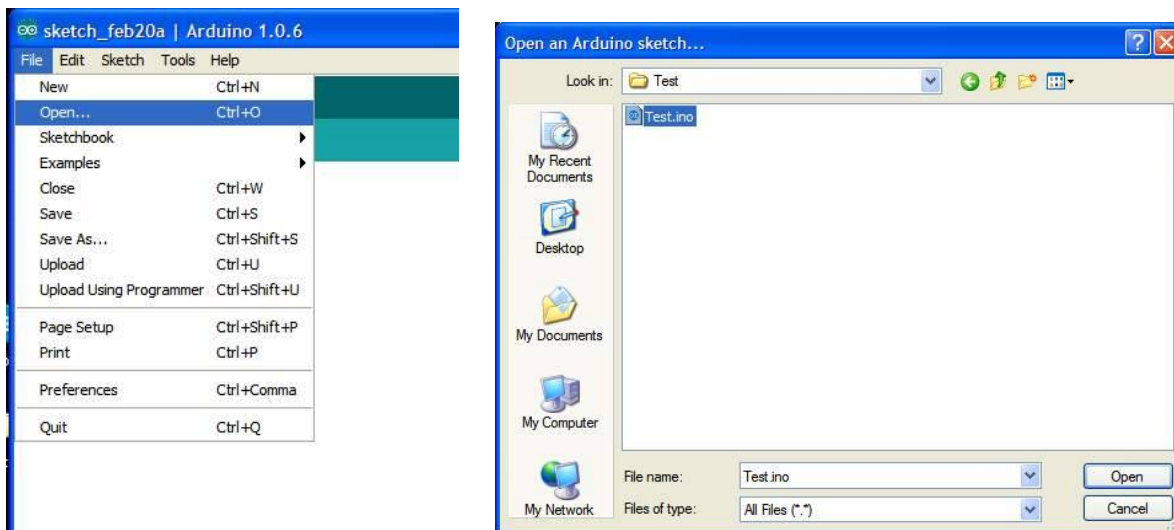 sketch_feb20a | Arduino 1.0.6
File Edit Sketch Tools Help
New Ctrl+N
Open... Ctrl+O
Sketchbook
Examples
Close Ctrl+W
Save Ctrl+S
Save As... Ctrl+Shift+S
Upload Ctrl+U
Upload Using Programmer Ctrl+Shift+U
Page Setup Ctrl+Shift+P
Print Ctrl+P
Preferences Ctrl+Comma
Quit Ctrl+Q
Open an Arduino sketch...
Look in: Test
Test.ino
My Recent
Documents
Desktop
My Documents
My Computer
My Network
File name: Test.ino Open
Files of type: All Files (*.*) Cancel